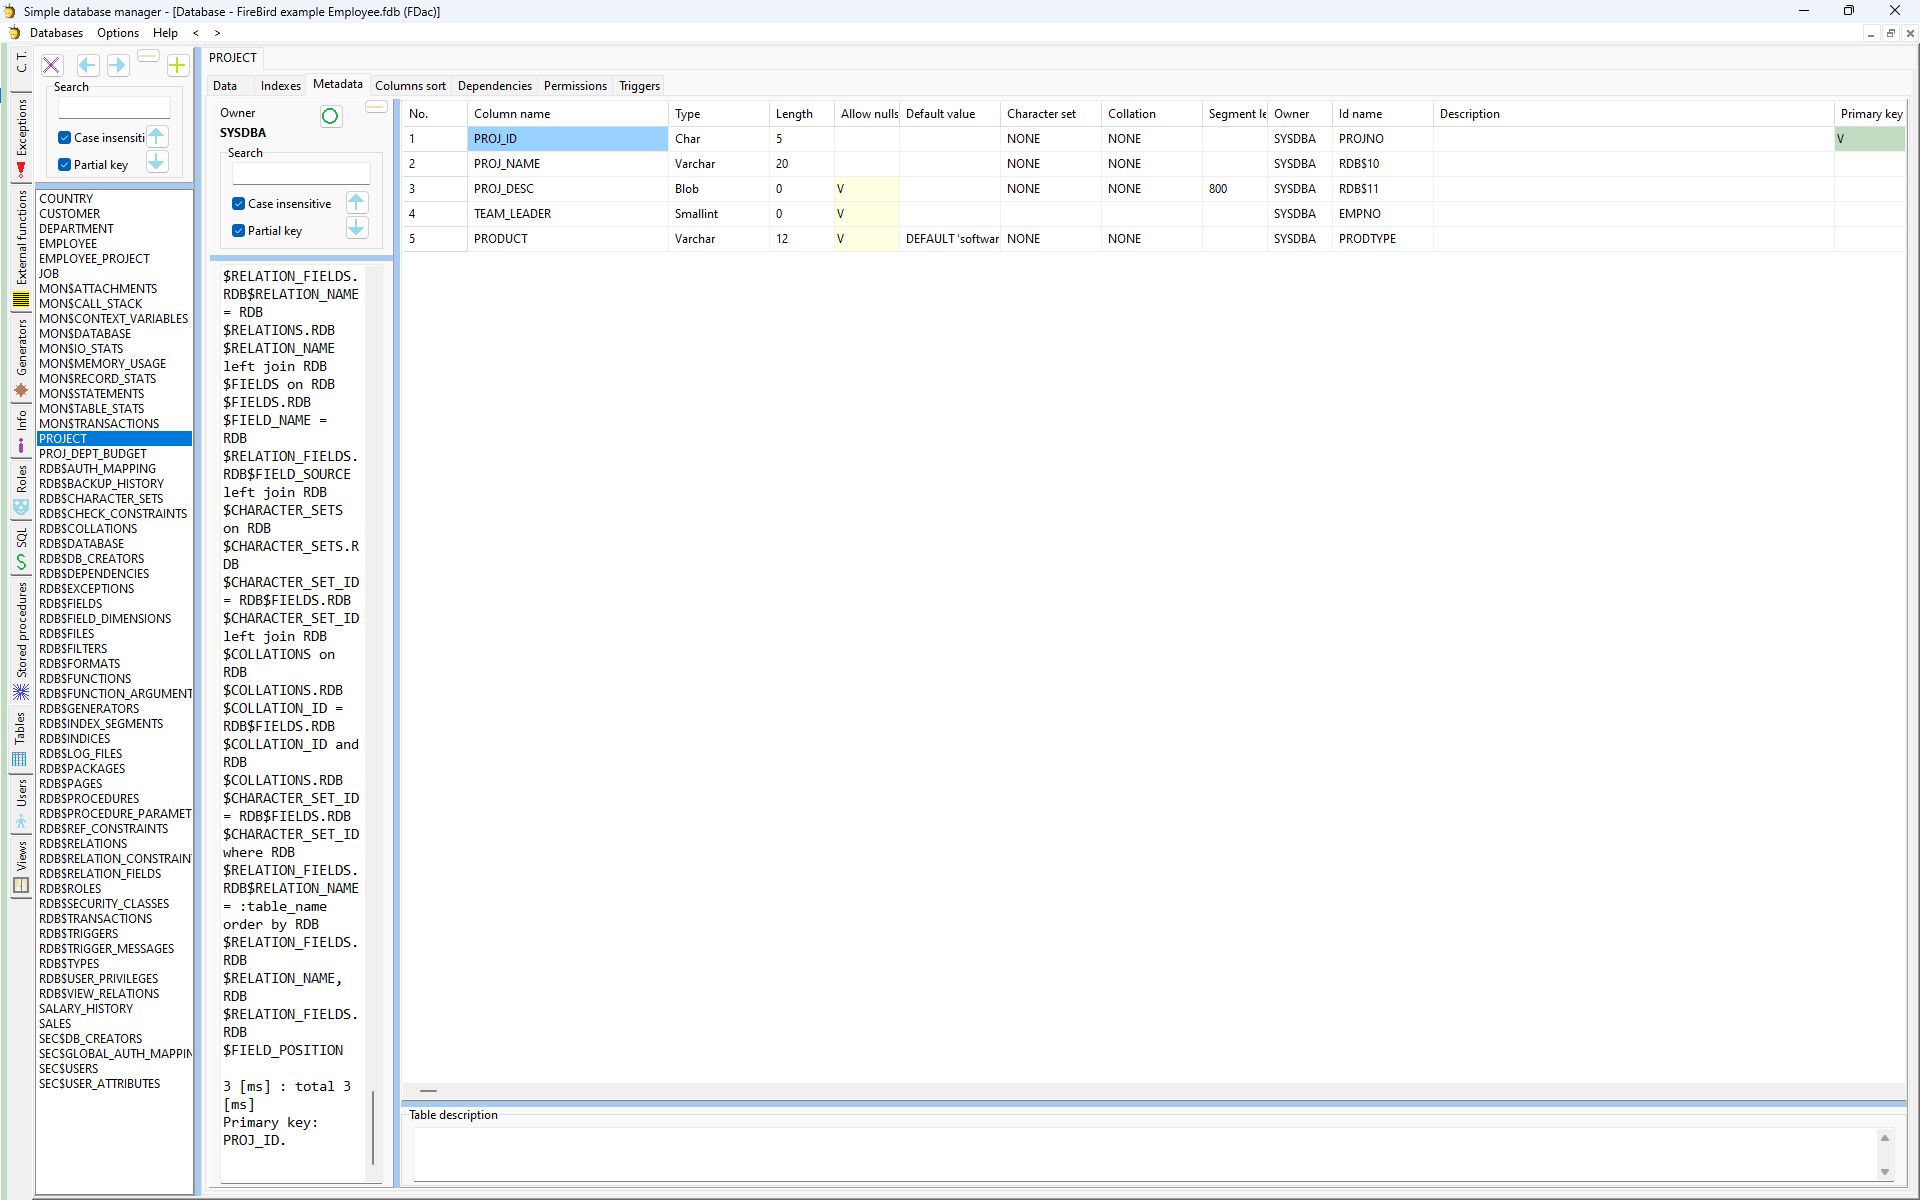 Simple database manager - [Database - FireBird example Employee.fdb (FDac)]
Databases Options Help < >
C. T.
Exceptions
External functions
Generators
Info
Roles
SQL
Stored procedures
Tables
Users
Views
Search
Case insensiti
Partial key
COUNTRY
CUSTOMER
DEPARTMENT
EMPLOYEE
EMPLOYEE_PROJECT
JOB
MON$ATTACHMENTS
MON$CALL_STACK
MON$CONTEXT_VARIABLES
MON$DATABASE
MON$IO_STATS
MON$MEMORY_USAGE
MON$RECORD_STATS
MON$STATEMENTS
MON$TABLE_STATS
MON$TRANSACTIONS
PROJECT
PROJ_DEPT_BUDGET
RDB$AUTH_MAPPING
RDB$BACKUP_HISTORY
RDB$CHARACTER_SETS
RDB$CHECK_CONSTRAINTS
RDB$COLLATIONS
RDB$DATABASE
RDB$DB_CREATORS
RDB$DEPENDENCIES
RDB$EXCEPTIONS
RDB$FIELDS
RDB$FIELD_DIMENSIONS
RDB$FILES
RDB$FILTERS
RDB$FORMATS
RDB$FUNCTIONS
RDB$FUNCTION_ARGUMENT
RDB$GENERATORS
RDB$INDEX_SEGMENTS
RDB$INDICES
RDB$LOG_FILES
RDB$PACKAGES
RDB$PAGES
RDB$PROCEDURES
RDB$PROCEDURE_PARAMET
RDB$REF_CONSTRAINTS
RDB$RELATIONS
RDB$RELATION_CONSTRAIN
RDB$RELATION_FIELDS
RDB$ROLES
RDB$SECURITY_CLASSES
RDB$TRANSACTIONS
RDB$TRIGGERS
RDB$TRIGGER_MESSAGES
RDB$TYPES
RDB$USER_PRIVILEGES
RDB$VIEW_RELATIONS
SALARY_HISTORY
SALES
SEC$DB_CREATORS
SEC$GLOBAL_AUTH_MAPPIN
SEC$USERS
SEC$USER_ATTRIBUTES
PROJECT
Data Indexes Metadata Columns sort Dependencies Permissions Triggers
Owner
SYSDBA
Search
Case insensitive
Partial key
$RELATION_FIELDS.
RDB$RELATION_NAME
= RDB
$RELATIONS.RDB
$RELATION_NAME
left join RDB
$FIELDS on RDB
$FIELDS.RDB
$FIELD_NAME =
RDB
$RELATION_FIELDS.
RDB$FIELD_SOURCE
left join RDB
$CHARACTER_SETS
on RDB
$CHARACTER_SETS.R
DB
$CHARACTER_SET_ID
= RDB$FIELDS.RDB
$CHARACTER_SET_ID
left join RDB
$COLLATIONS on
RDB
$COLLATIONS.RDB
$COLLATION_ID =
RDB$FIELDS.RDB
$COLLATION_ID and
RDB
$COLLATIONS.RDB
$CHARACTER_SET_ID
= RDB$FIELDS.RDB
$CHARACTER_SET_ID
where RDB
$RELATION_FIELDS.
RDB$RELATION_NAME
= :table_name
order by RDB
$RELATION_FIELDS.
RDB
$RELATION_NAME,
RDB
$RELATION_FIELDS.
RDB
$FIELD_POSITION
3 [ms] : total 3
[ms]
Primary key:
PROJ_ID.
No. Column name Type Length Allow nulls Default value Character set Collation Segment le Owner Id name Description Primary key
1 PROJ_ID Char 5 NONE NONE SYSDBA PROJNO V
2 PROJ_NAME Varchar 20 NONE NONE SYSDBA RDB$10
3 PROJ_DESC Blob 0 V NONE NONE 800 SYSDBA RDB$11
4 TEAM_LEADER Smallint 0 V SYSDBA EMPNO
5 PRODUCT Varchar 12 V DEFAULT 'softwar NONE NONE SYSDBA PRODTYPE
Table description